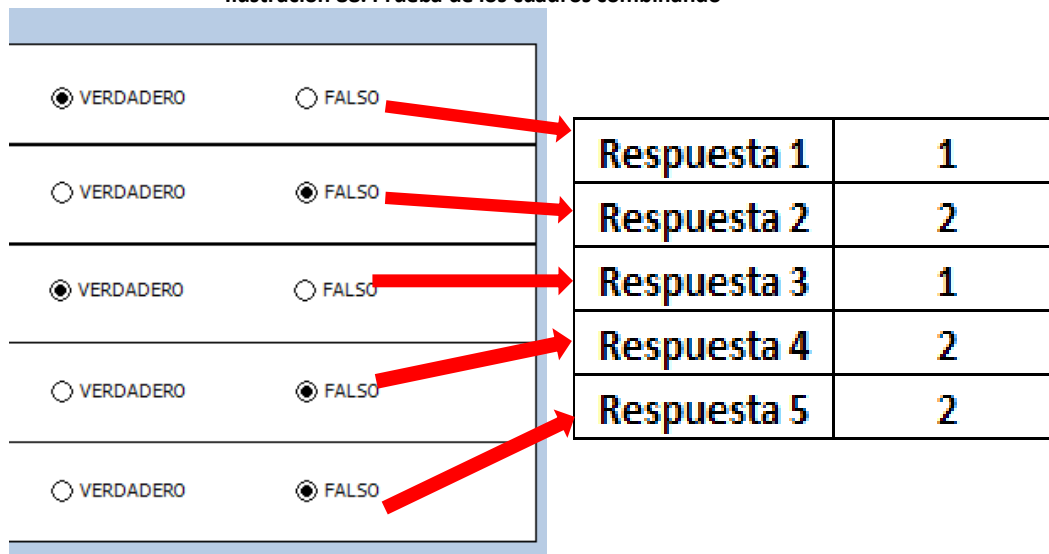 VERDADERO FALSO
VERDADERO FALSO
VERDADERO FALSO
VERDADERO FALSO
VERDADERO FALSO
Respuesta 1 1
Respuesta 2 2
Respuesta 3 1
Respuesta 4 2
Respuesta 5 2